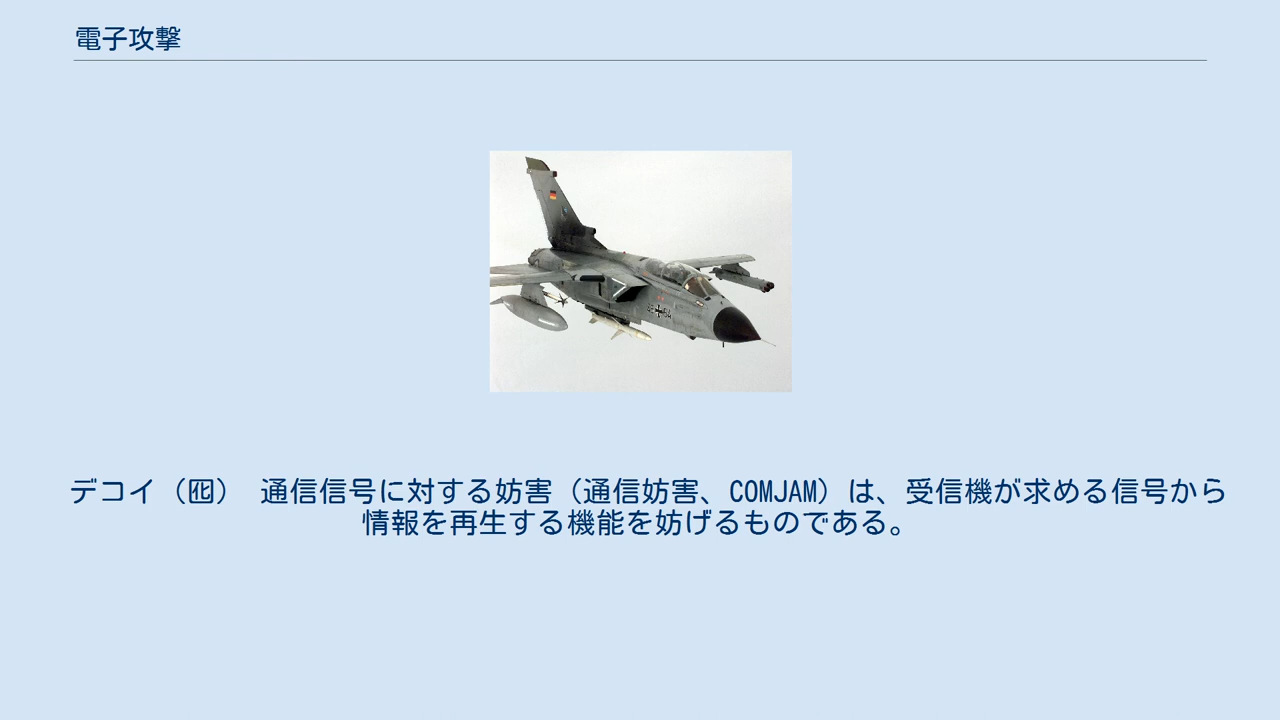 電子攻撃
デコイ（囮） 通信信号に対する妨害（通信妨害、COMJAM）は、受信機が求める信号から
情報を再生する機能を妨げるものである。